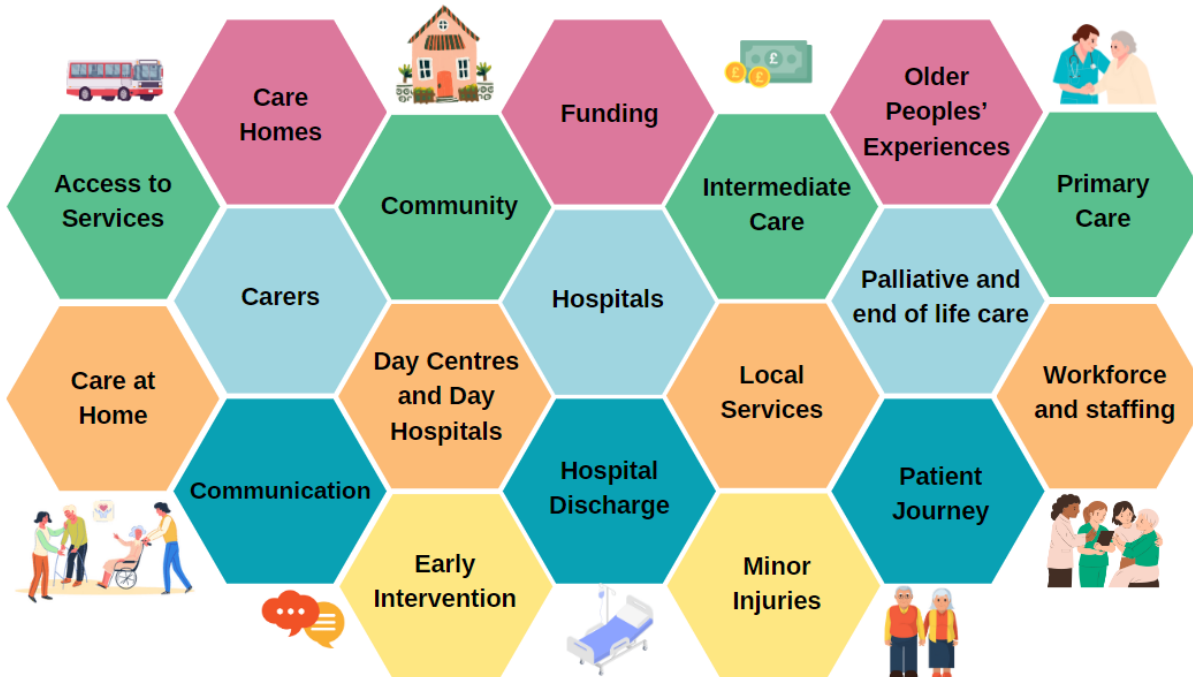 Care
Homes
Funding
Older
Peoples’
Experiences
Access to
Services
Community
Intermediate
Care
Primary
Care
Carers
Hospitals
Palliative and
end of life care
Care at
Home
Day Centres
and Day
Hospitals
Local
Services
Workforce
and staffing
Communication
Hospital
Discharge
Patient
Journey
Early
Intervention
Minor
Injuries